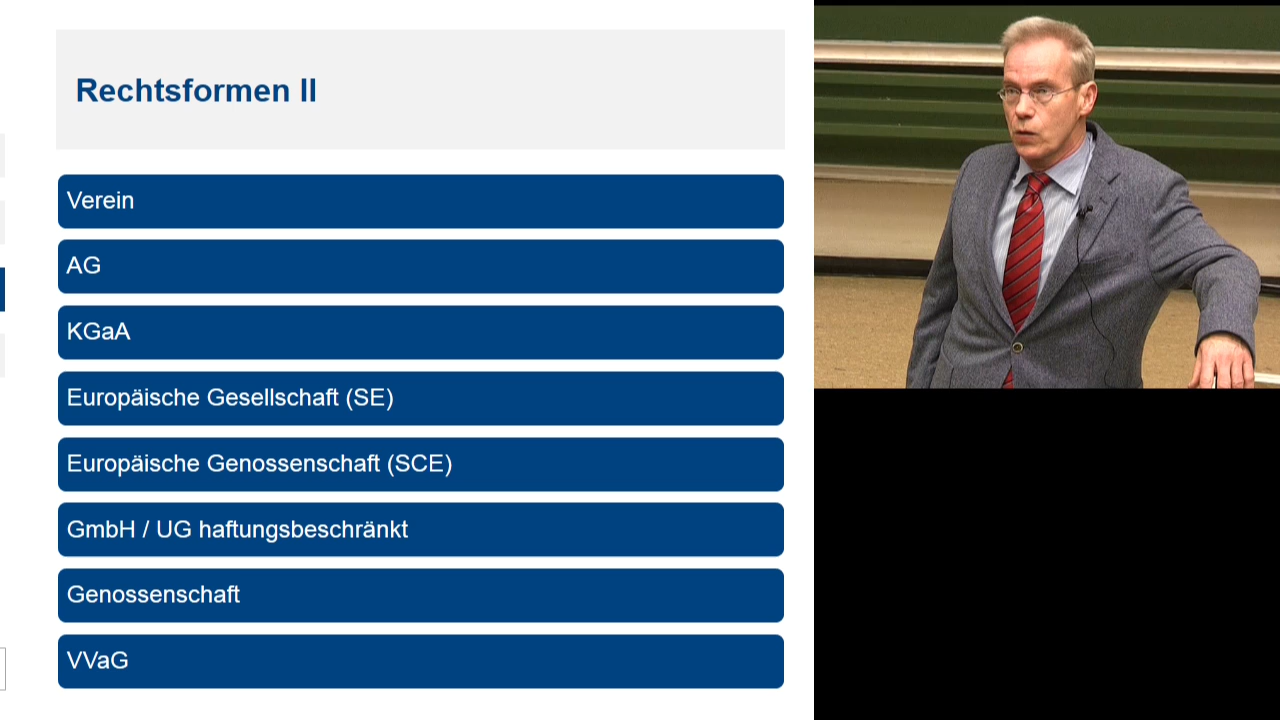 Rechtsformen II
Verein
AG
KGaA
Europäische Gesellschaft (SE)
Europäische Genossenschaft (SCE)
GmbH / UG haftungsbeschränkt
Genossenschaft
VVaG